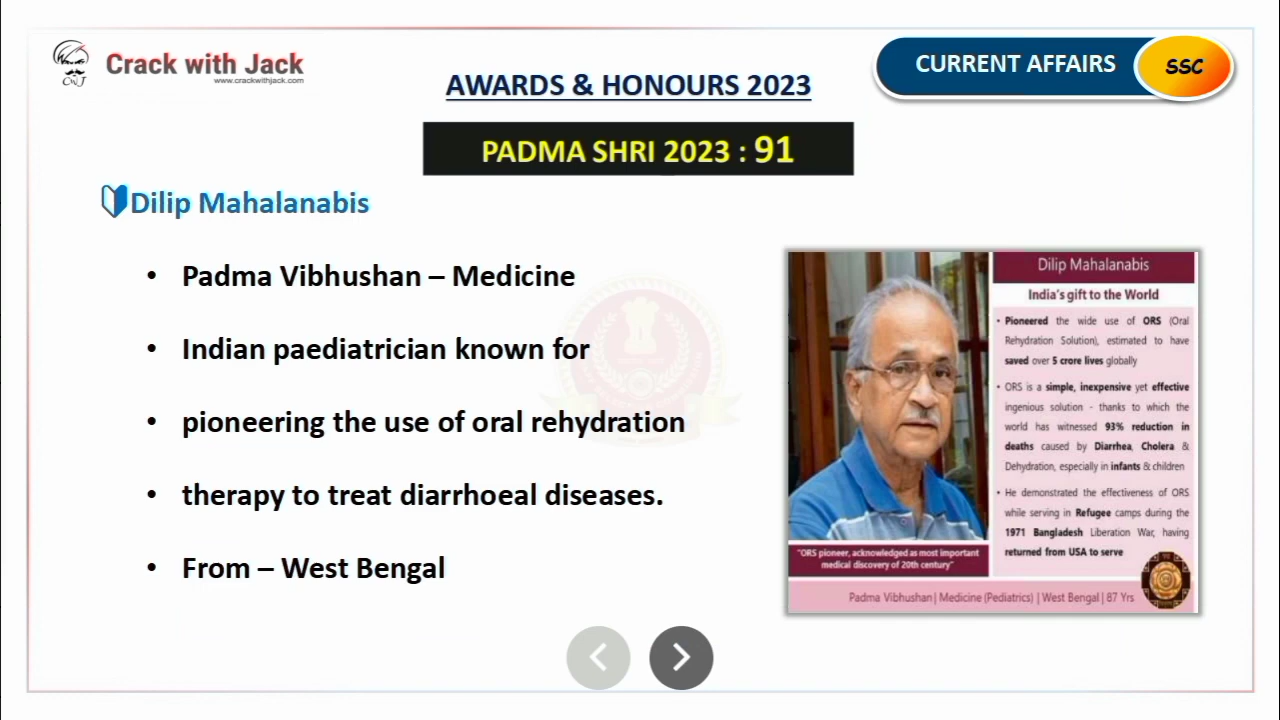 Crack with Jack
www.crackwithjack.com
CURRENT AFFAIRS
SSC
AWARDS & HONOURS 2023
PADMA SHRI 2023 : 91
Dilip Mahalanabis
• Padma Vibhushan – Medicine
• Indian paediatrician known for
• pioneering the use of oral rehydration
• therapy to treat diarrhoeal diseases.
• From – West Bengal
Dilip Mahalanabis
India's gift to the World
• Pioneered the wide use of ORS (Oral
Rehydration Solution), estimated to have
saved over 5 crore lives globally
• ORS is a simple, inexpensive yet effective
ingenious solution - thanks to which the
world has witnessed 93% reduction in
deaths caused by Diarrhea, Cholera &
Dehydration, especially in infants & children
• He demonstrated the effectiveness of ORS
while serving in Refugee camps during the
1971 Bangladesh Liberation War, having
returned from USA to serve
"ORS pioneer, acknowledged as most important
medical discovery of 20th century"
Padma Vibhushan | Medicine (Pediatrics) | West Bengal | 87 Yrs